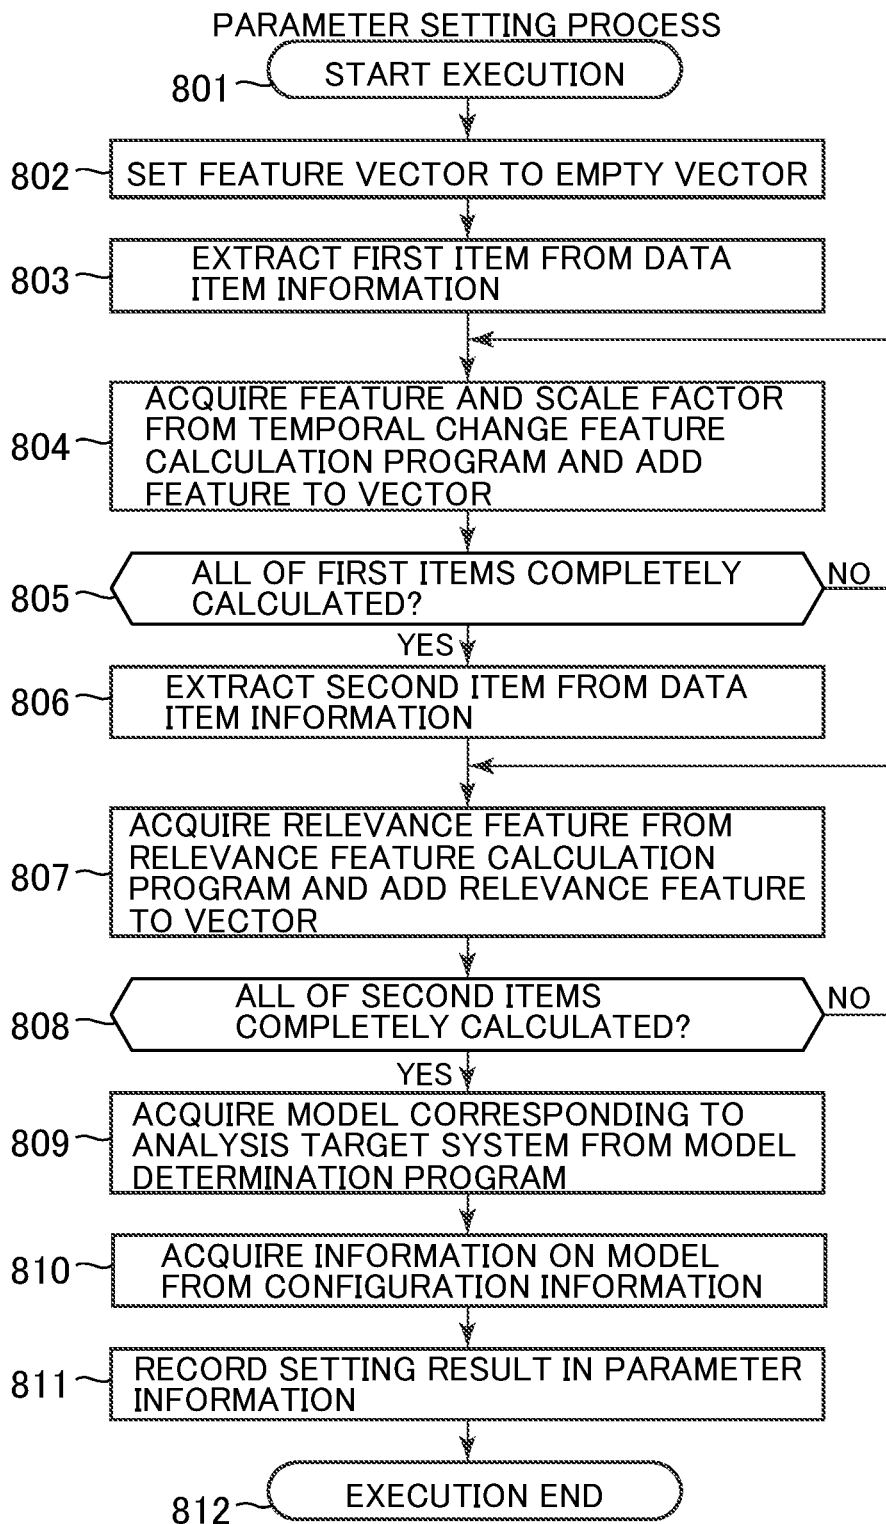 PARAMETER SETTING PROCESS
801 START EXECUTION
802 SET FEATURE VECTOR TO EMPTY VECTOR
EXTRACT FIRST ITEM FROM DATA
803 ITEM INFORMATION
ACQUIRE FEATURE AND SCALE FACTOR
804 FROM TEMPORAL CHANGE FEATURE
CALCULATION PROGRAM AND ADD
FEATURE TO VECTOR
ALL OF FIRST ITEMS COMPLETELY NO
805 CALCULATED?
YES
EXTRACT SECOND ITEM FROM DATA
806 ITEM INFORMATION
ACQUIRE RELEVANCE FEATURE FROM
RELEVANCE FEATURE CALCULATION
807 PROGRAM AND ADD RELEVANCE FEATURE
TO VECTOR
ALL OF SECOND ITEMS NO
808 COMPLETELY CALCULATED?
YES
ACQUIRE MODEL CORRESPONDING TO
809 ANALYSIS TARGET SYSTEM FROM MODEL
DETERMINATION PROGRAM
ACQUIRE INFORMATION ON MODEL
810 FROM CONFIGURATION INFORMATION
RECORD SETTING RESULT IN PARAMETER
811 INFORMATION
812 EXECUTION END